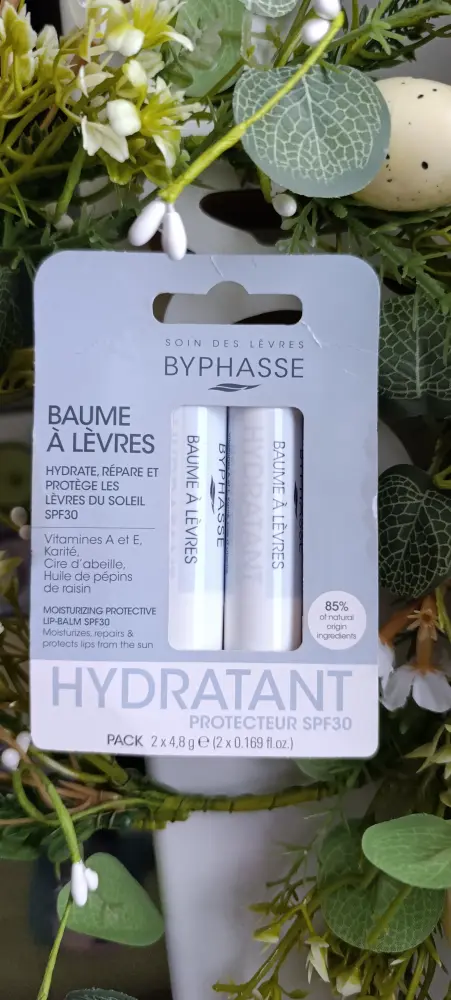 SOIN DES LÈVRES
BYPHASSE
BAUME
À LÈVRES
HYDRATE, RÉPARE ET
PROTÈGE LES
LÈVRES DU SOLEIL
SPF30
Vitamines A et E,
Karité,
Cire d'abeille,
Huile de pépins
de raisin
MOISTURIZING PROTECTIVE
LIP-BALM SPF30
Moisturizes, repairs &
protects lips from the sun
BAUME À LÈVRES
BYPHASSE
HYDRATANT
BAUME À LÈVRES
85%
of natural
origin
ingredients
HYDRATANT
PROTECTEUR SPF30
PACK 2 x 4,8 g e (2 x 0.169 fl.oz.)